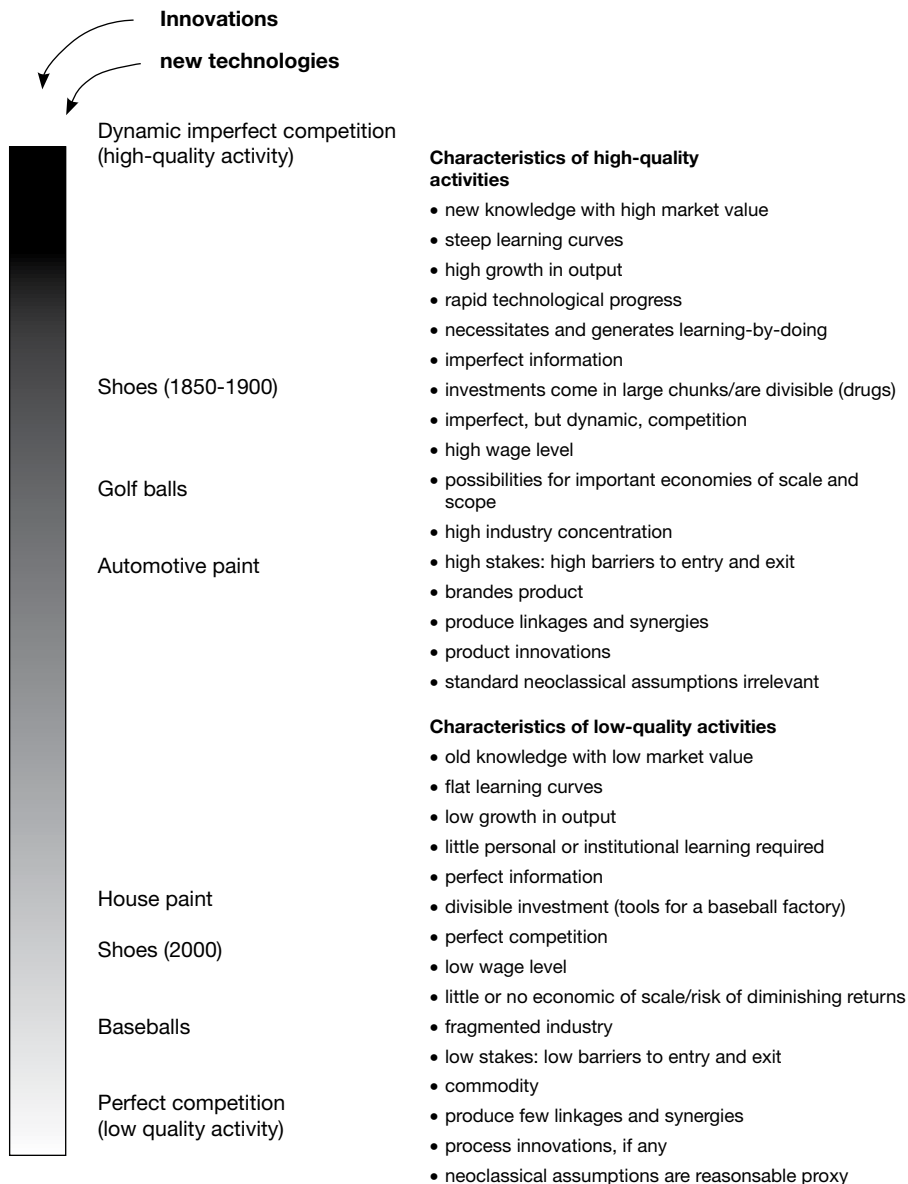 Innovations
new technologies
Dynamic imperfect competition
(high-quality activity)
Shoes (1850-1900)
Golf balls
Automotive paint
House paint
Shoes (2000)
Baseballs
Perfect competition
(low quality activity)
Characteristics of high-quality
activities
• new knowledge with high market value
• steep learning curves
• high growth in output
• rapid technological progress
• necessitates and generates learning-by-doing
• imperfect information
• investments come in large chunks/are divisible (drugs)
• imperfect, but dynamic, competition
• high wage level
• possibilities for important economies of scale and
scope
• high industry concentration
• high stakes: high barriers to entry and exit
• brandes product
• produce linkages and synergies
• product innovations
• standard neoclassical assumptions irrelevant
Characteristics of low-quality activities
• old knowledge with low market value
• flat learning curves
• low growth in output
• little personal or institutional learning required
• perfect information
• divisible investment (tools for a baseball factory)
• perfect competition
• low wage level
• little or no economic of scale/risk of diminishing returns
• fragmented industry
• low stakes: low barriers to entry and exit
• commodity
• produce few linkages and synergies
• process innovations, if any
• neoclassical assumptions are reasonsable proxy